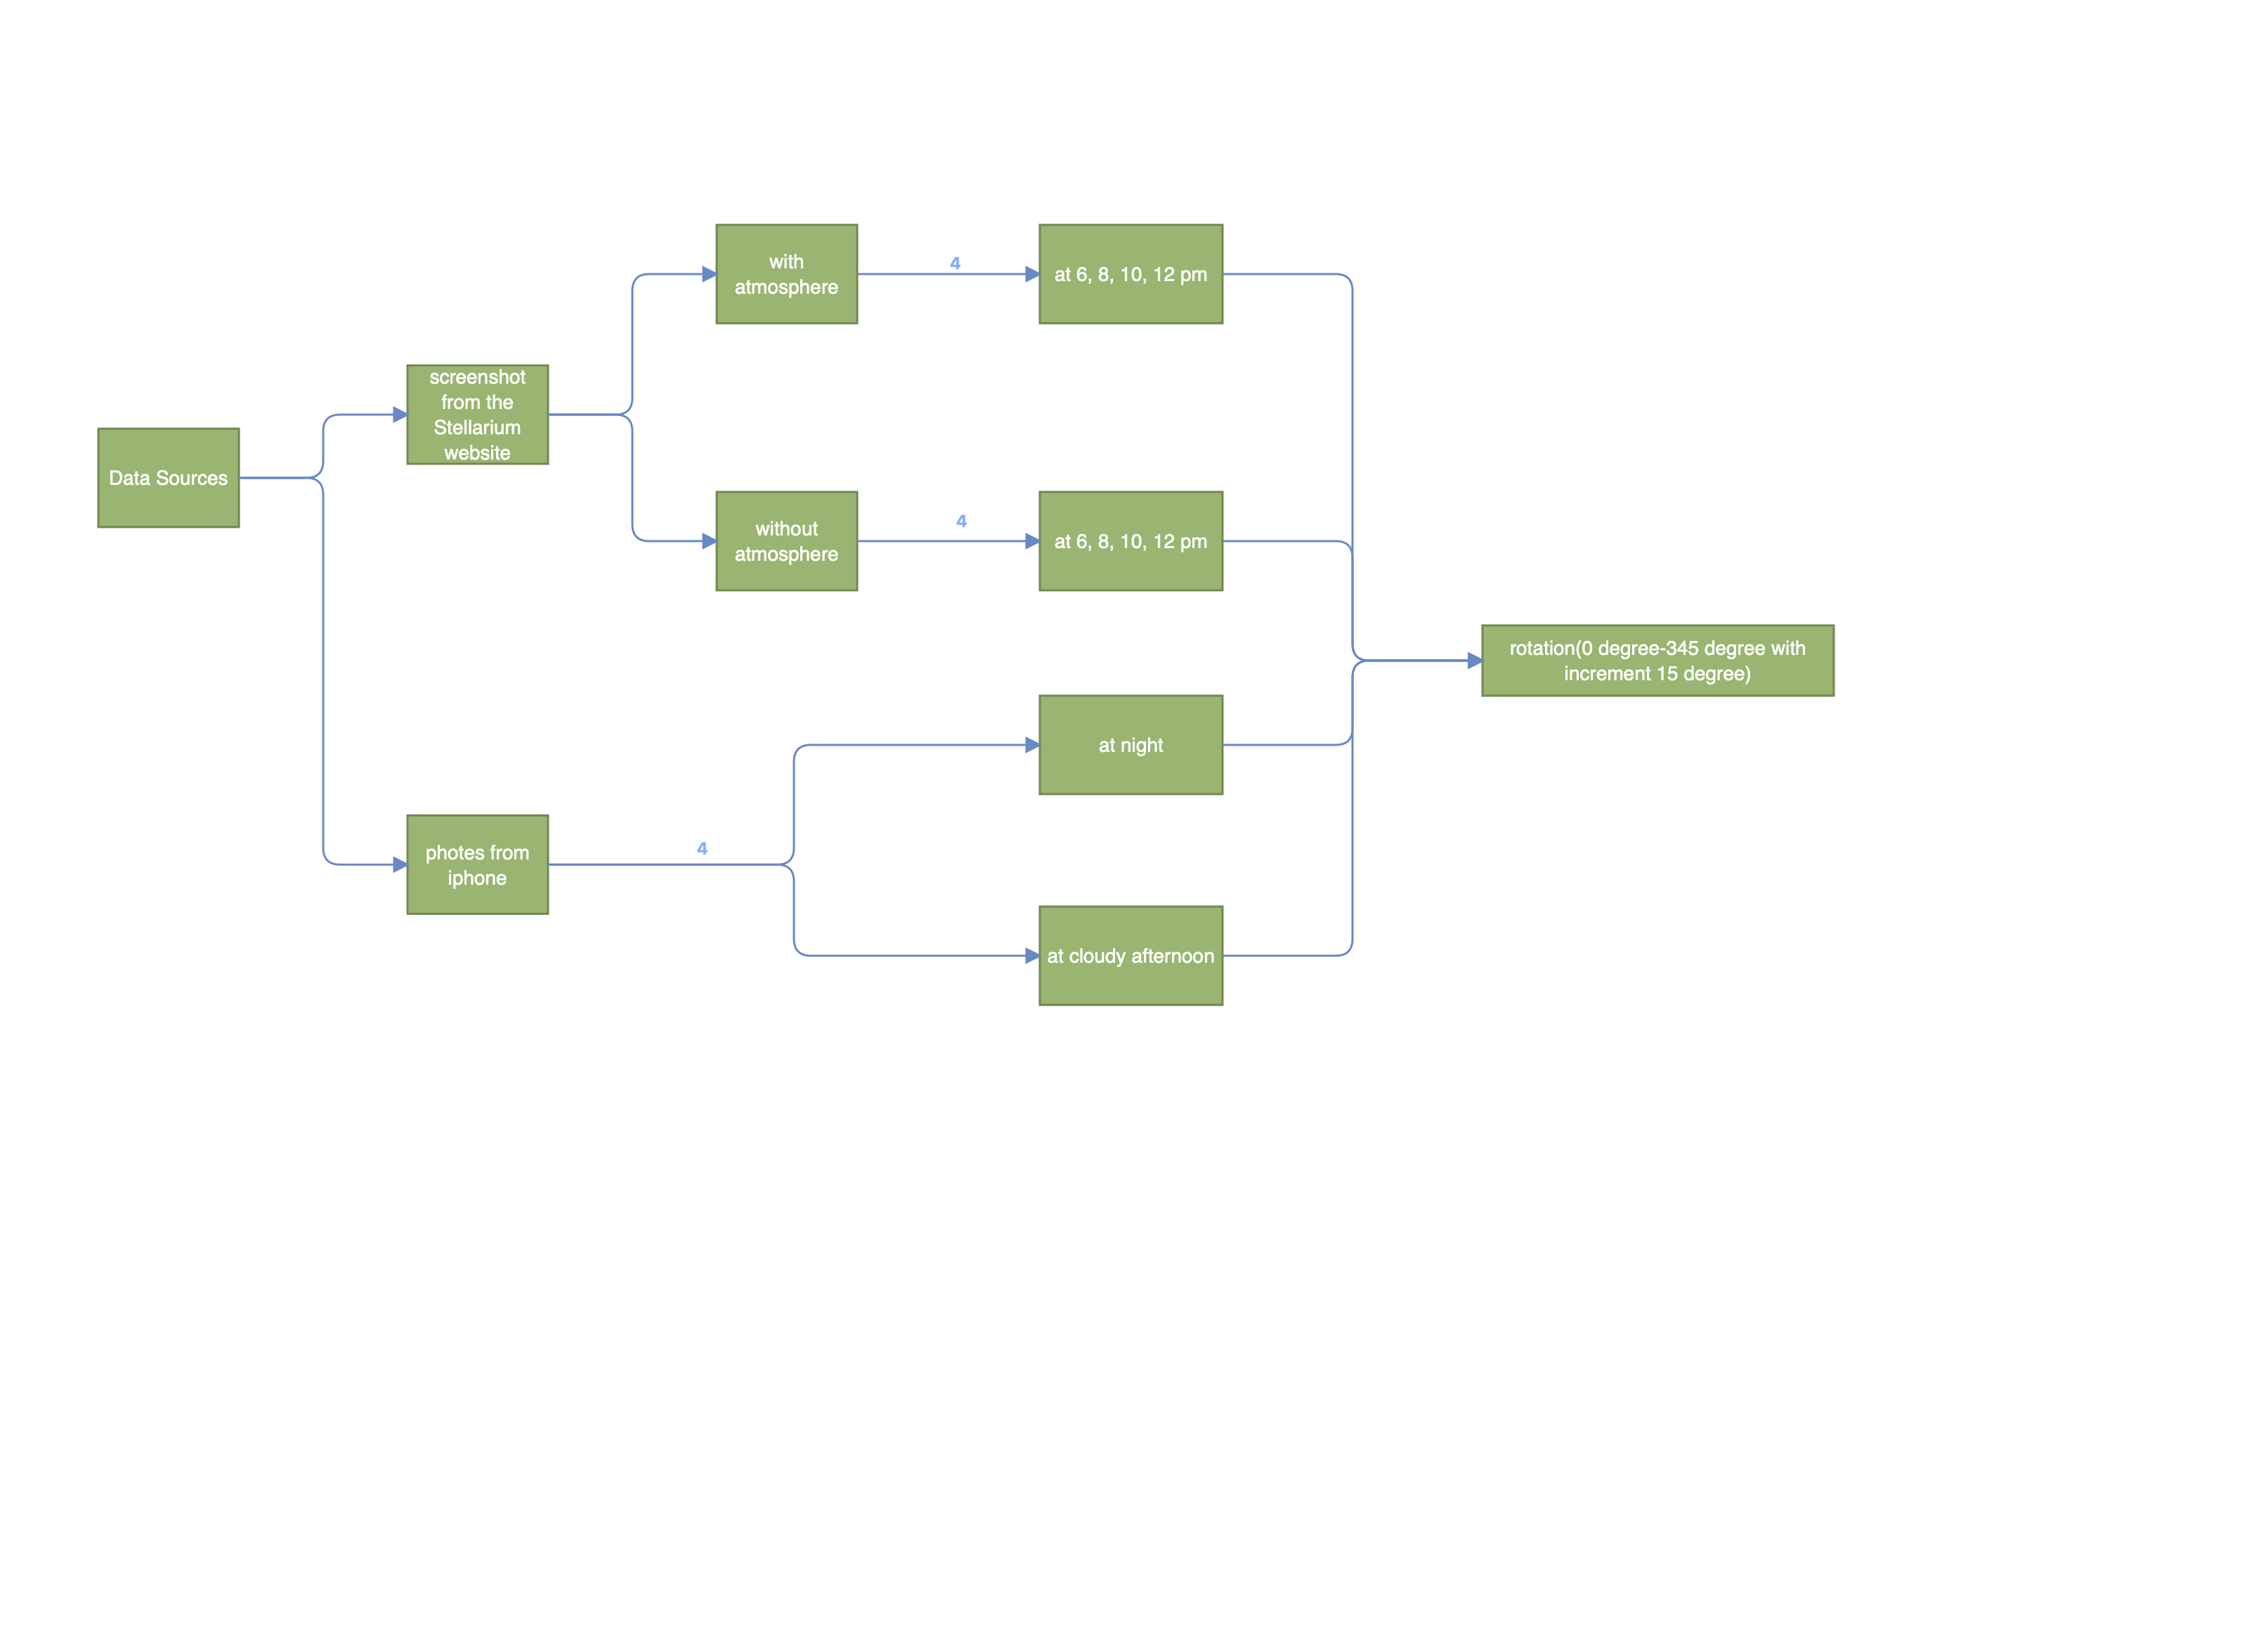 with
atmosphere
4
at 6, 8, 10, 12 pm
screenshot
from the
Stellarium
website
Data Sources
without
atmosphere
4
at 6, 8, 10, 12 pm
rotation(0 degree-345 degree with
increment 15 degree)
at night
photes from
iphone
4
at cloudy afternoon